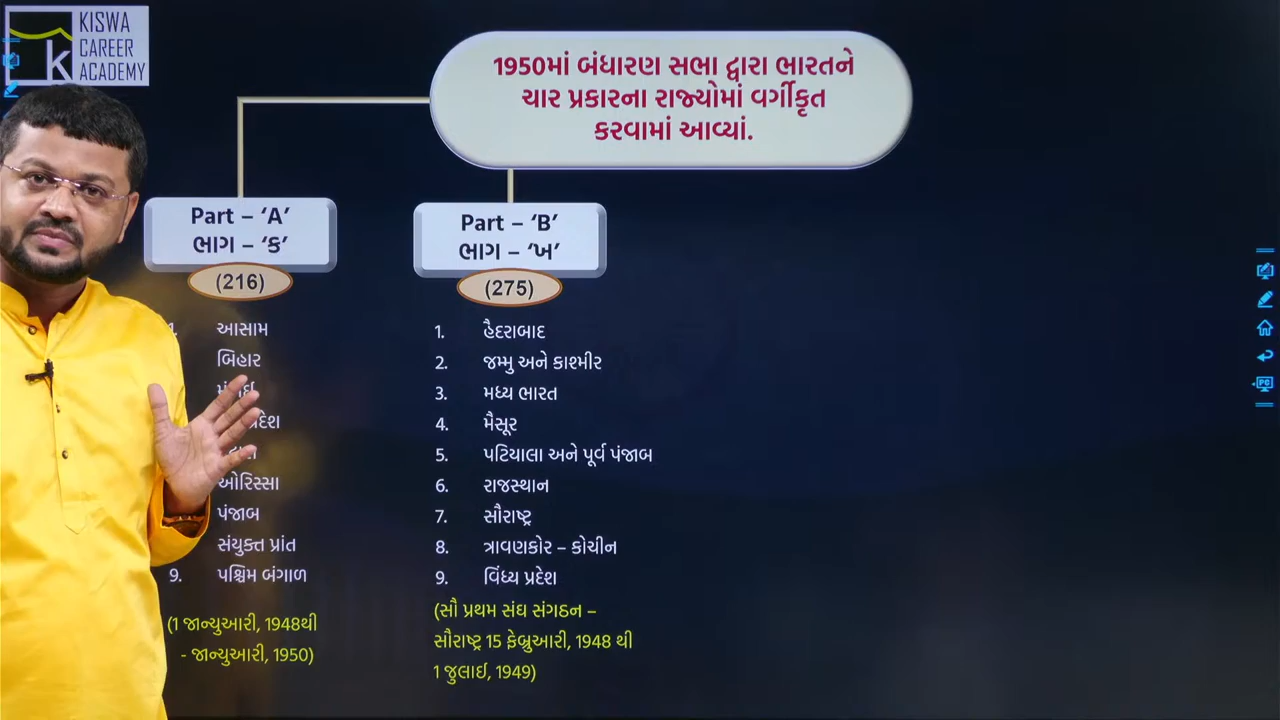 KISWA
CAREER
ACADEMY
k
1950માં બંધારણ સભા દ્વારા ભારતને
ચાર પ્રકારના રાજ્યોમાં વર્ગીકૃત
કરવામાં આવ્યાં.
Part – ‘A’
ભાગ – ‘ક’
(216)
1. આસામ
બિહાર
ઓરિસ્સા
પંજાબ
સંયુક્ત પ્રાંત
9. પશ્ચિમ બંગાળ
(1 જાન્યુઆરી, 1948થી
- જાન્યુઆરી, 1950)
Part – ‘B’
ભાગ – ‘ખ’
(275)
1. હૈદરાબાદ
2. જમ્મુ અને કાશ્મીર
3. મધ્ય ભારત
4. મૈસૂર
5. પટિયાલા અને પૂર્વ પંજાબ
6. રાજસ્થાન
7. સૌરાષ્ટ્ર
8. ત્રાવણકોર – કોચીન
9. વિંધ્ય પ્રદેશ
(સૌ પ્રથમ સંઘ સંગઠન –
સૌરાષ્ટ્ર 15 ફેબ્રુઆરી, 1948 થી
1 જુલાઈ, 1949)
PC